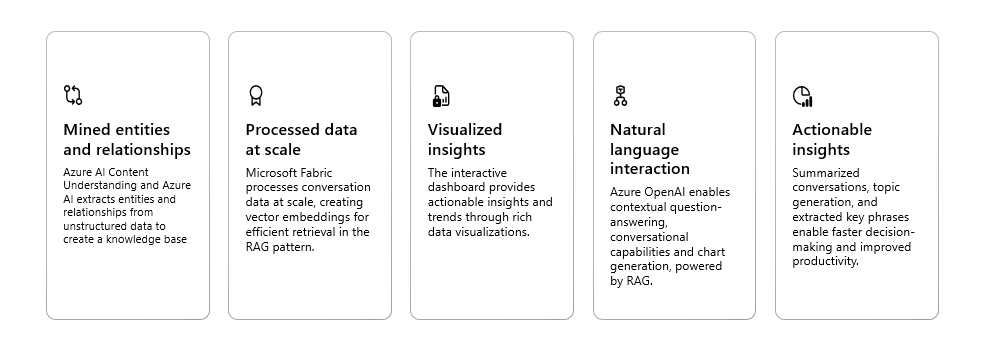 Mined entities
and relationships
Azure AI Content
Understanding and Azure
AI extracts entities and
relationships from
unstructured data to
create a knowledge base
Processed data
at scale
Microsoft Fabric
processes conversation
data at scale, creating
vector embeddings for
efficient retrieval in the
RAG pattern.
Visualized
insights
The interactive
dashboard provides
actionable insights and
trends through rich
data visualizations.
Natural
language
interaction
Azure OpenAI enables
contextual question-
answering,
conversational
capabilities and chart
generation, powered
by RAG.
Actionable
insights
Summarized
conversations, topic
generation, and
extracted key phrases
enable faster decision-
making and improved
productivity.